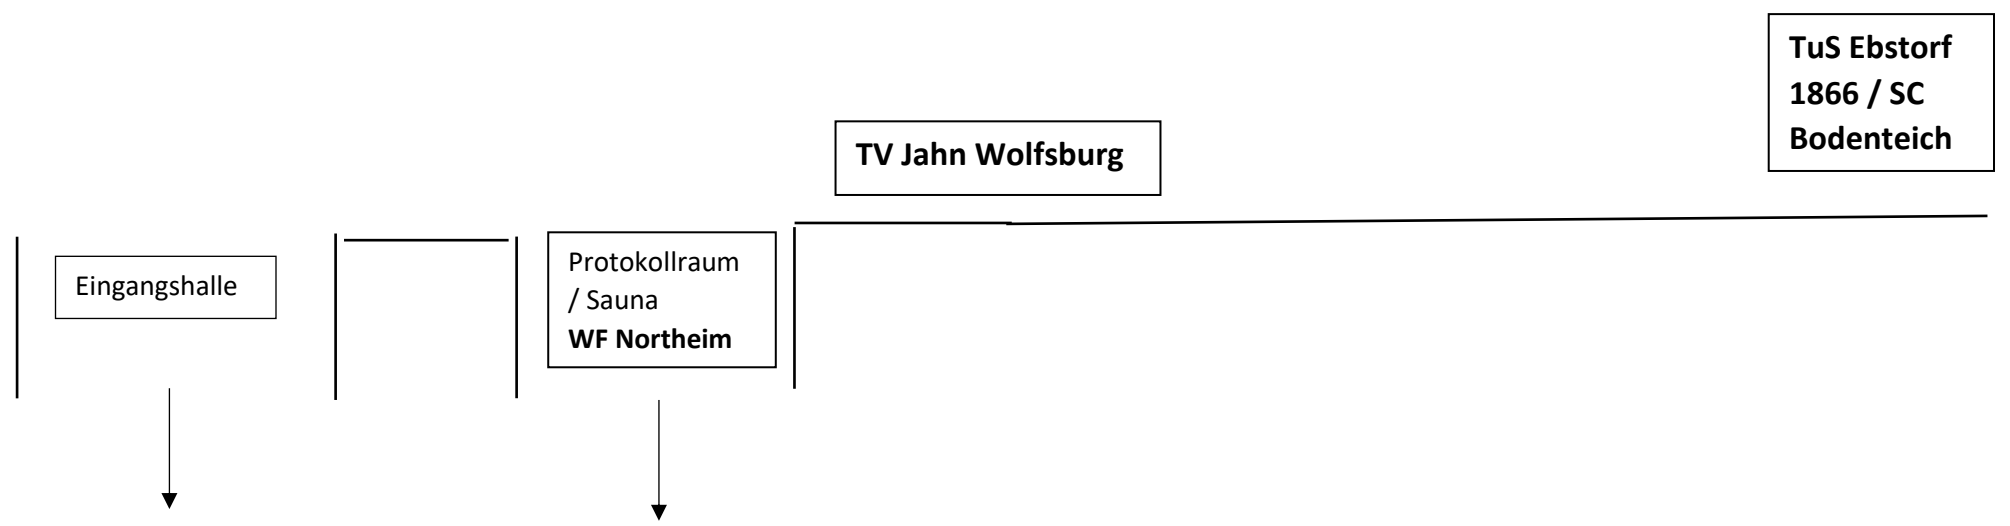 TuS Ebstorf
1866 / SC
Bodenteich
TV Jahn Wolfsburg
Eingangshalle
Protokollraum
/ Sauna
WF Northeim